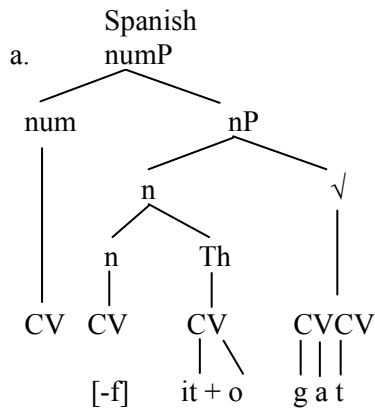 Spanish
a. numP
num nP
n √
n Th
CV CV CV CVCV
[-f] it + o g a t